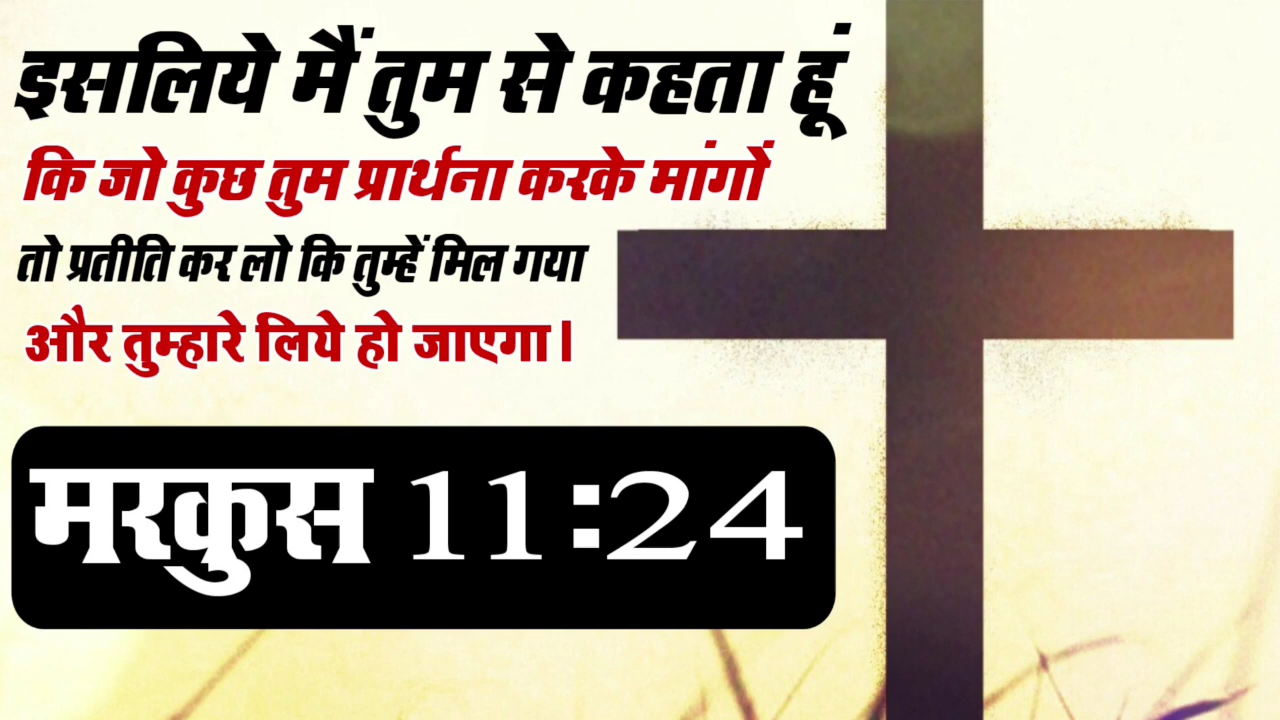 इसलिये मैं तुम से कहता हूं
कि जो कुछ तुम प्रार्थना करके मांगों
तो प्रतीति कर लो कि तुम्हें मिल गया
और तुम्हारे लिये हो जाएगा।
मरकुस 11:24